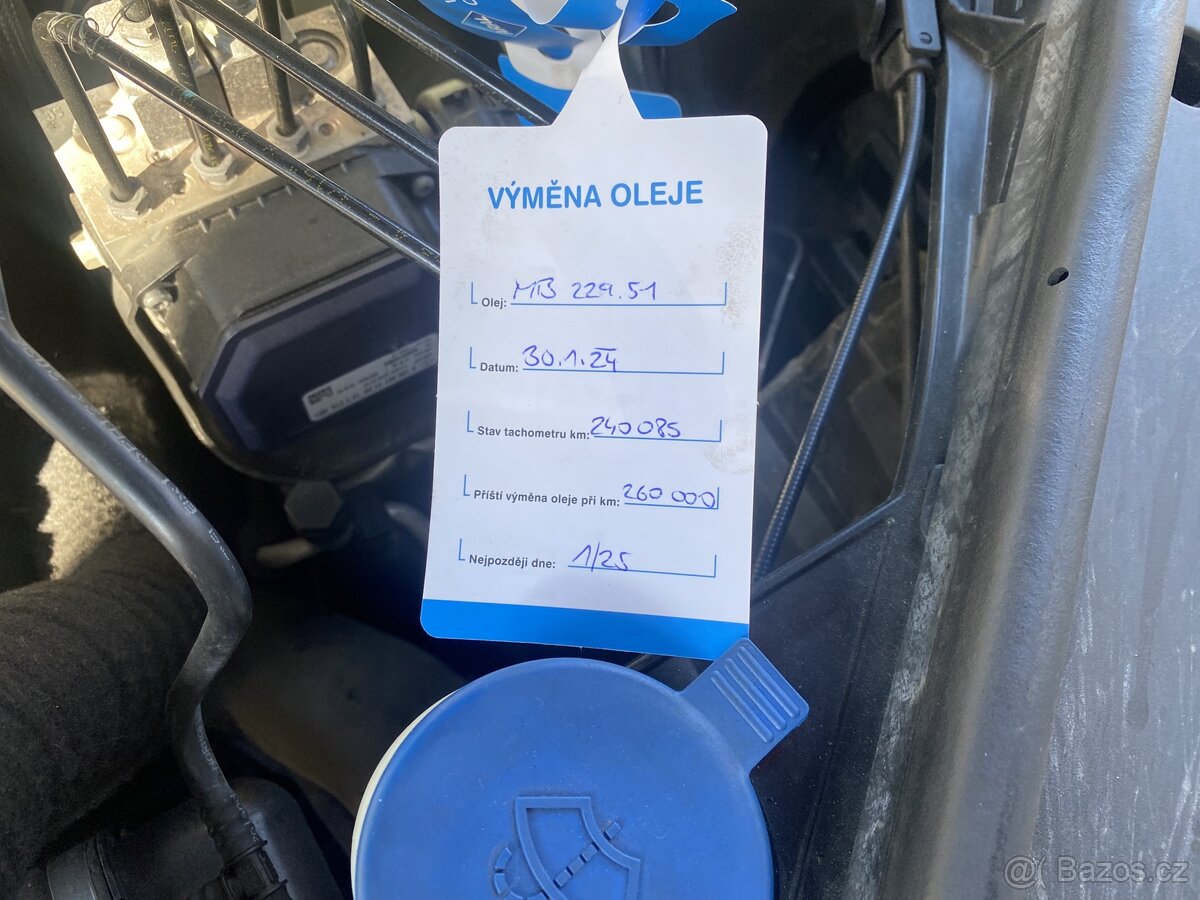 VÝMĚNA OLEJE
Olej: MB 229.51
Datum: 30.1.24
Stav tachometru km: 240 085
Příští výměna oleje při km: 260 000
Nejpozději dne: 1/25
Bazos.cz